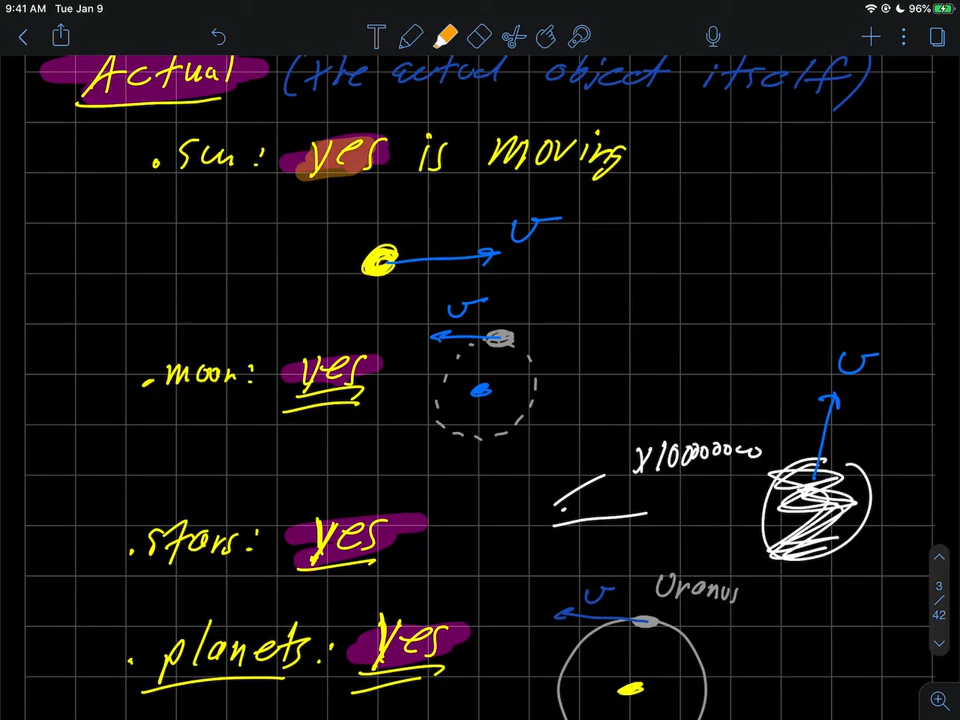 9:41 AM Tue Jan 9
96%
Actual (the actual object itself)
. sun: yes is moving
v
v
. moon: yes
v
x100000000
. stars: yes
v Uranus
. planets: yes
3
/
42